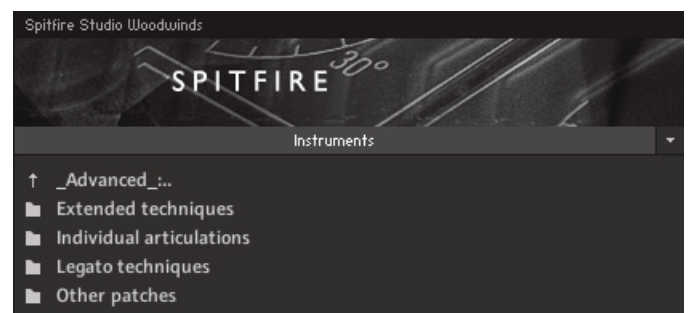 Spitfire Studio Woodwinds
30°
SPITFIRE
Instruments
↑ _Advanced_:..
Extended techniques
Individual articulations
Legato techniques
Other patches